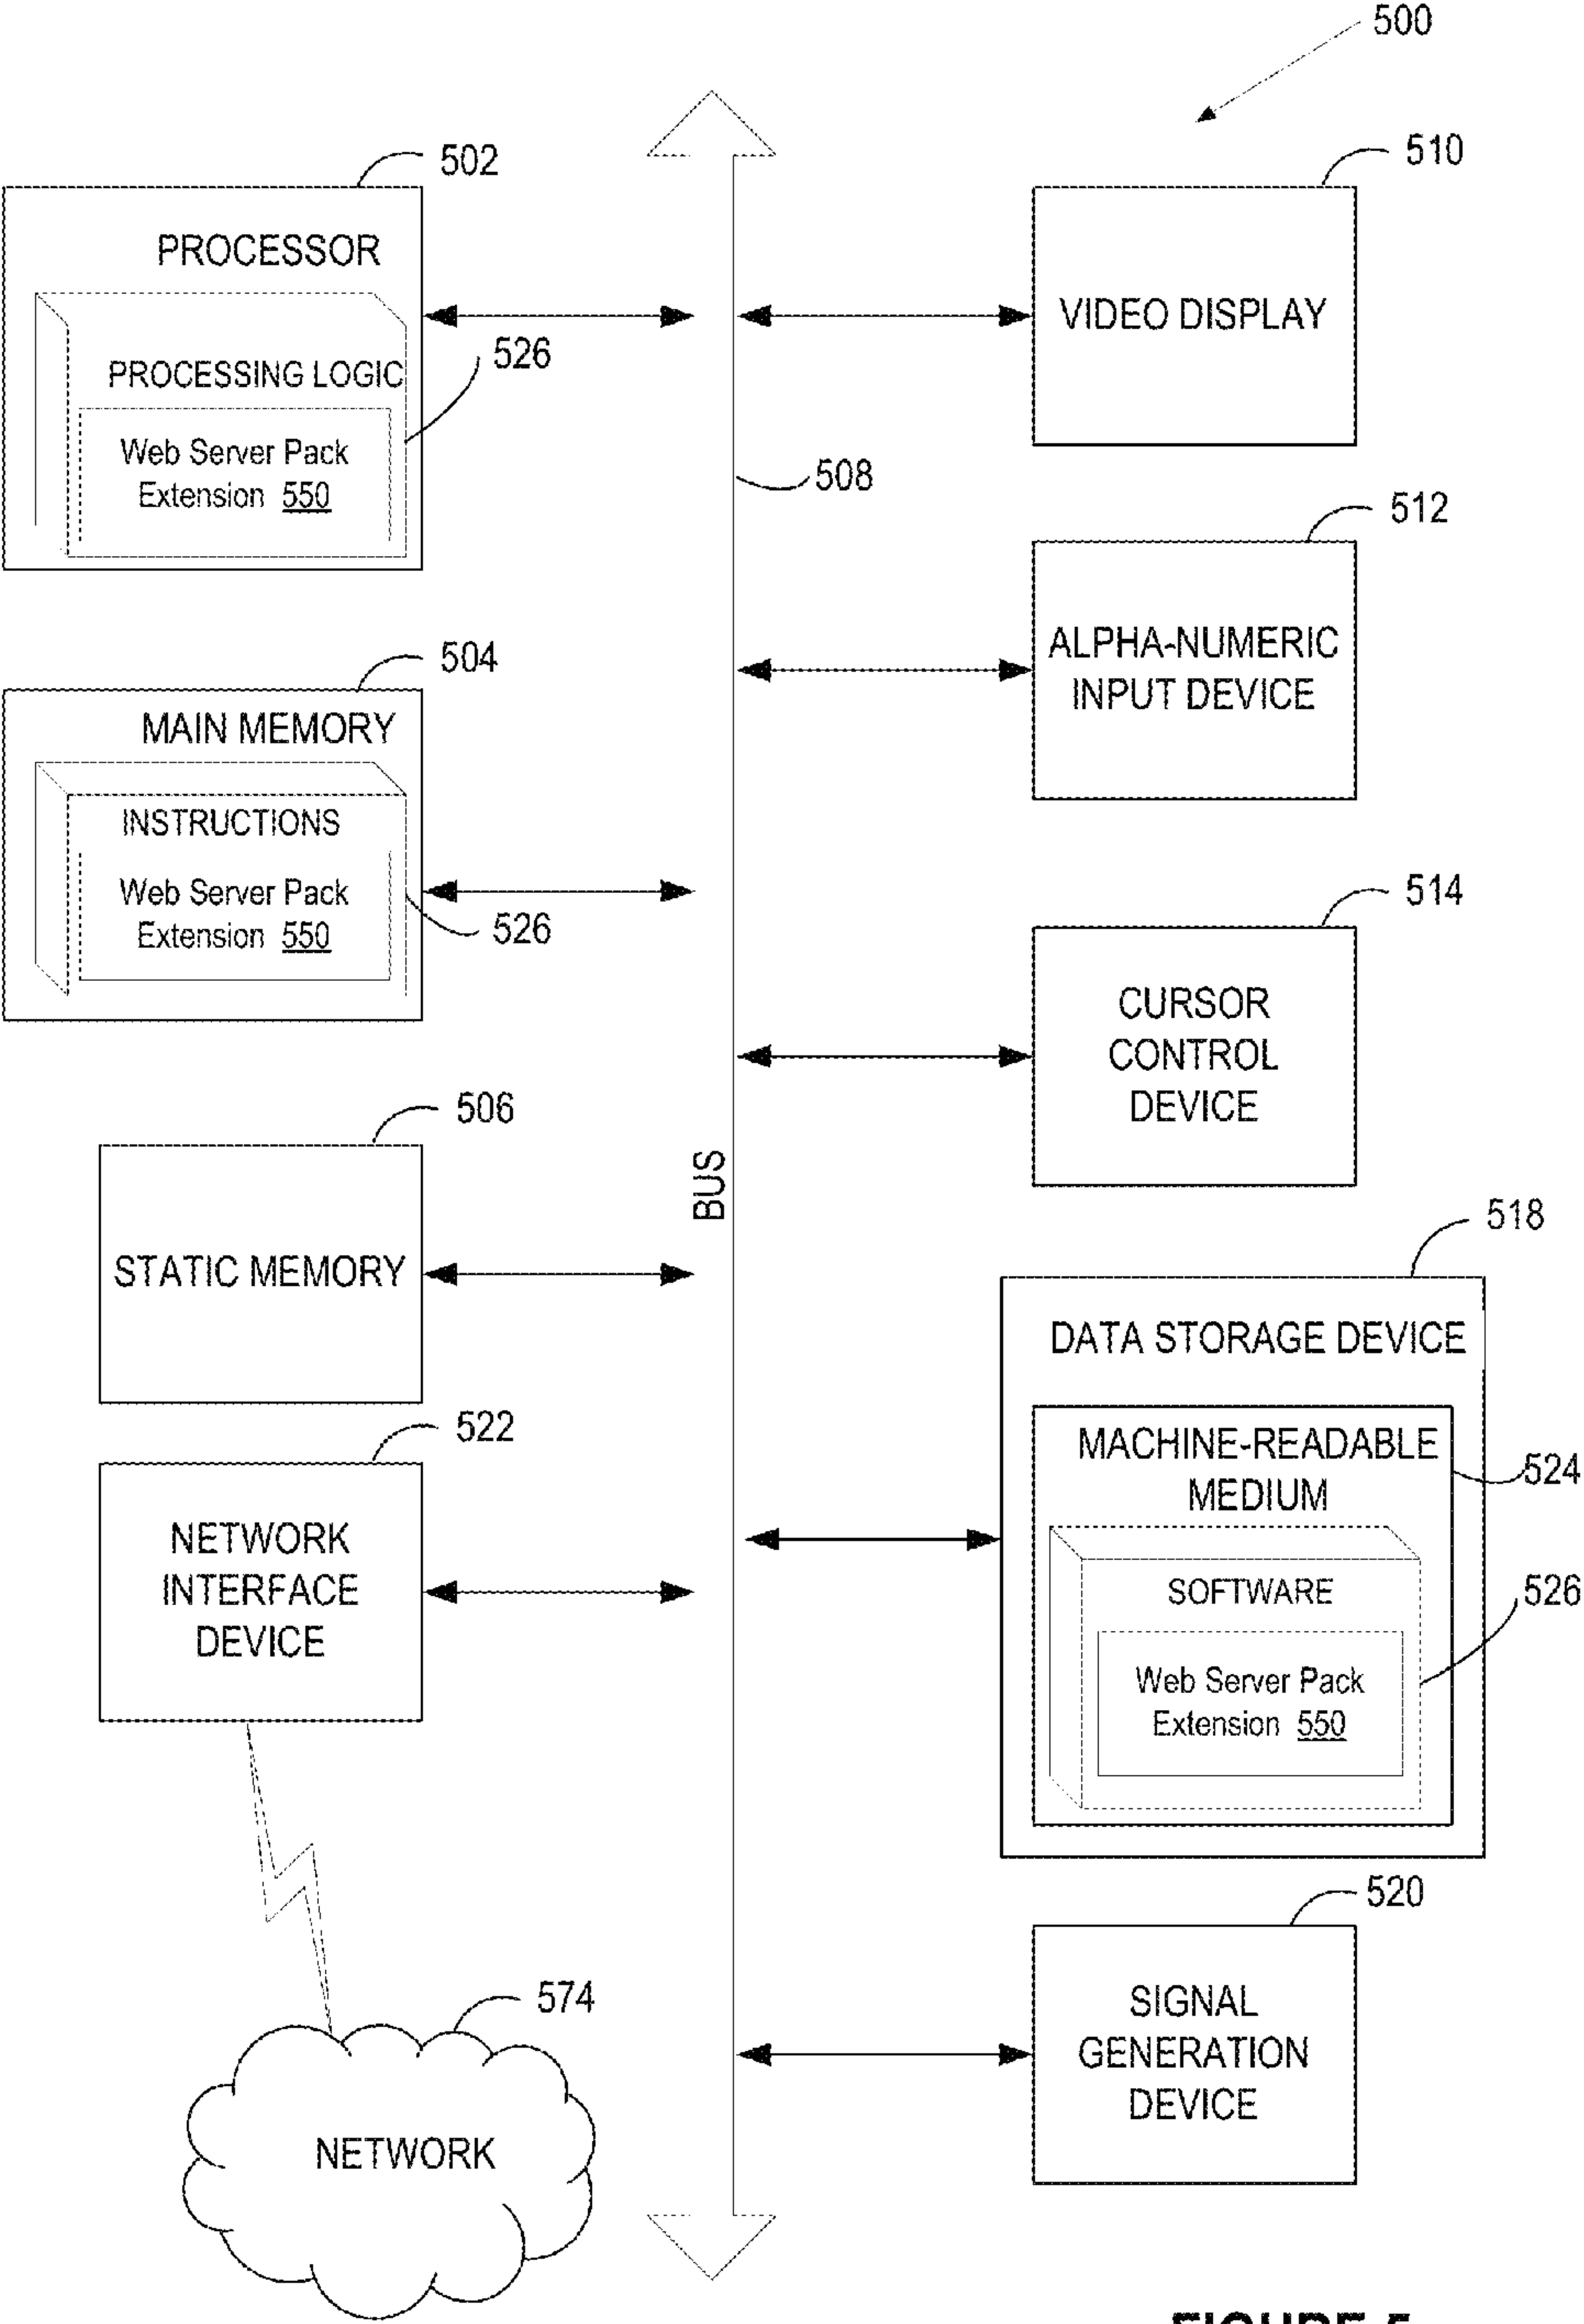 500
502
PROCESSOR
PROCESSING LOGIC
526
Web Server Pack
Extension 550
504
MAIN MEMORY
INSTRUCTIONS
Web Server Pack
Extension 550
526
506
STATIC MEMORY
522
NETWORK
INTERFACE
DEVICE
574
NETWORK
508
BUS
510
VIDEO DISPLAY
512
ALPHA-NUMERIC
INPUT DEVICE
514
CURSOR
CONTROL
DEVICE
518
DATA STORAGE DEVICE
MACHINE-READABLE
MEDIUM
524
SOFTWARE
526
Web Server Pack
Extension 550
520
SIGNAL
GENERATION
DEVICE
FIGURE 5